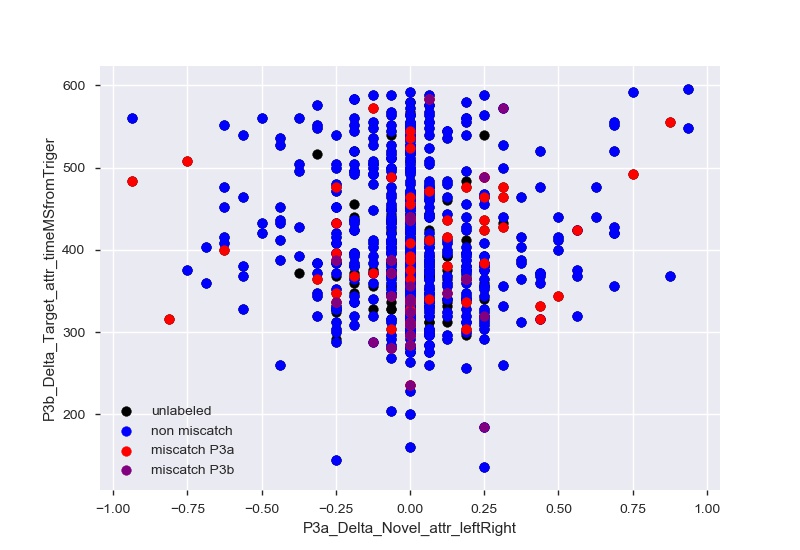 600
500
400
300
200
P3b_Delta_Target_attr_timeMSfromTriger
unlabeled
non miscatch
miscatch P3a
miscatch P3b
−1.00 −0.75 −0.50 −0.25 0.00 0.25 0.50 0.75 1.00
P3a_Delta_Novel_attr_leftRight